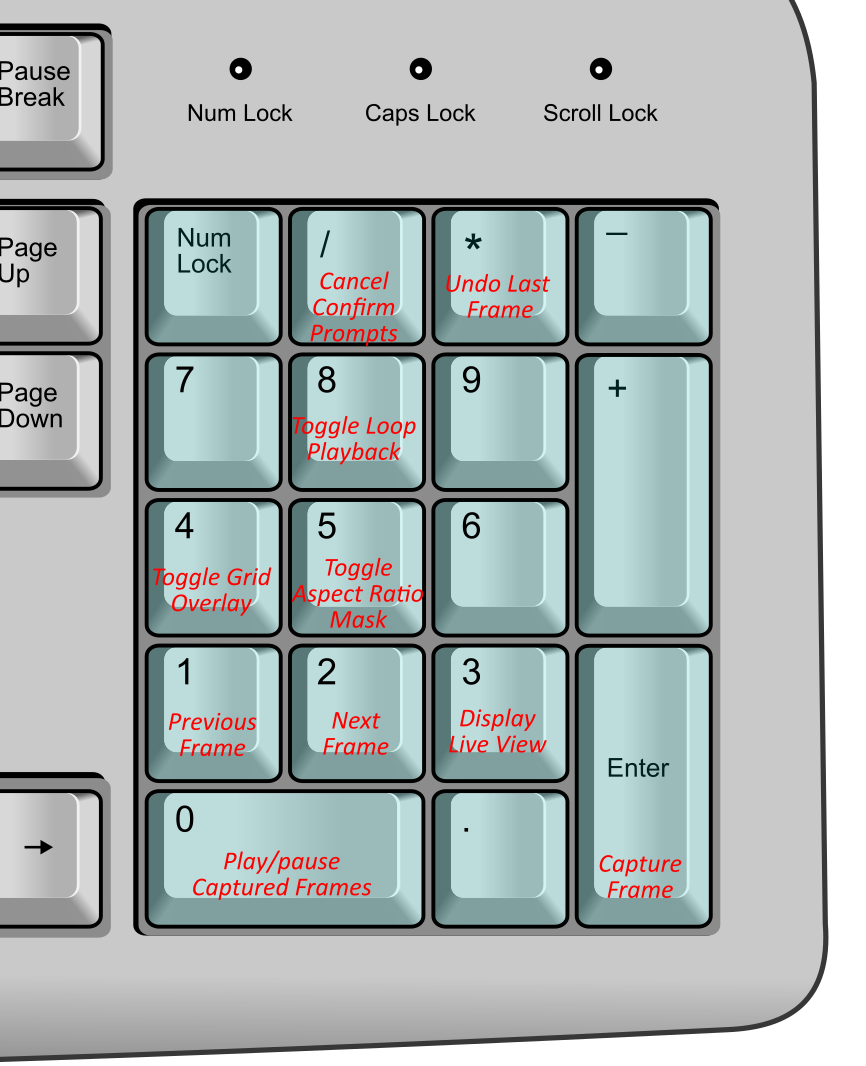 Pause
Break
Num Lock
Caps Lock
Scroll Lock
Page
Up
Num
Lock
/
Cancel
Confirm
Prompts
*
Undo Last
Frame
—
Page
Down
7
8
Toggle Loop
Playback
9
+
4
Toggle Grid
Overlay
5
Toggle
Aspect Ratio
Mask
6
1
Previous
Frame
2
Next
Frame
3
Display
Live View
Enter
Capture
Frame
→
0
Play/pause
Captured Frames
.